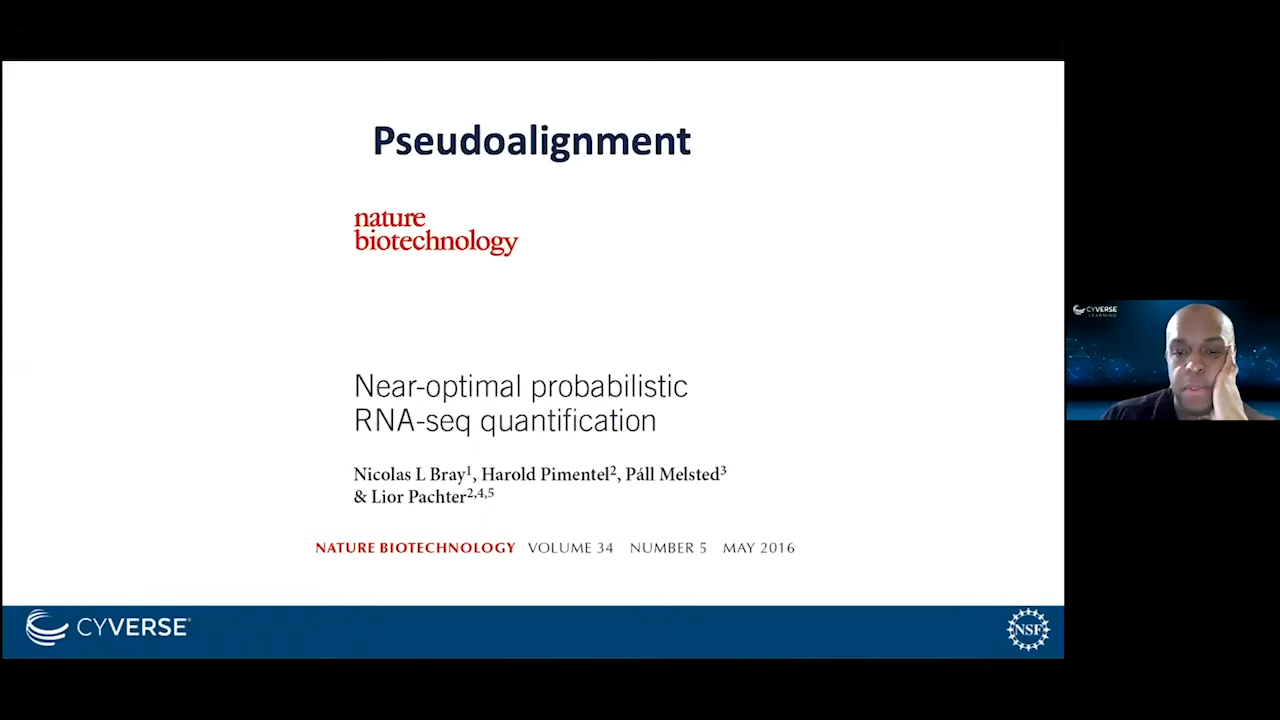 Pseudoalignment
nature
biotechnology
Near-optimal probabilistic
RNA-seq quantification
Nicolas L Bray1, Harold Pimentel2, Páll Melsted3
& Lior Pachter2,4,5
NATURE BIOTECHNOLOGY VOLUME 34 NUMBER 5 MAY 2016
CYVERSE®
NSF
CYVERSE
LEARNING